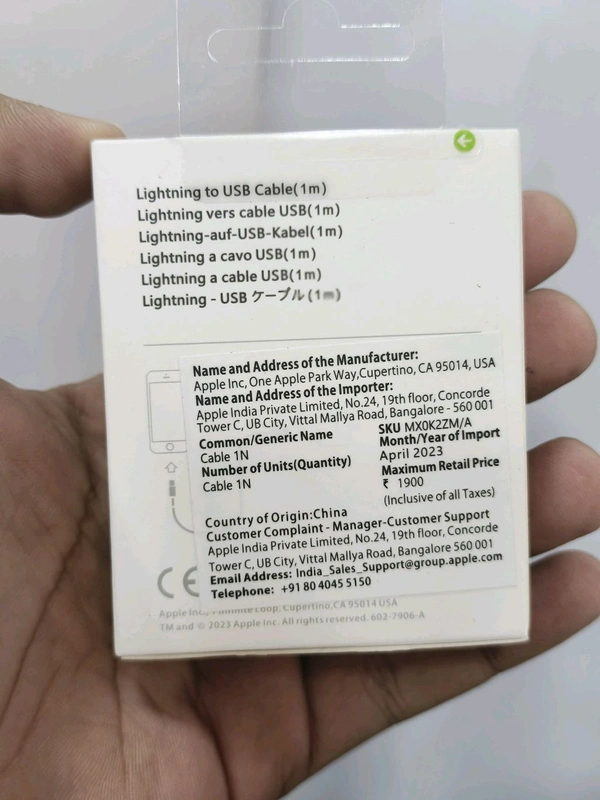 Lightning to USB Cable(1m)
Lightning vers cable USB(1m)
Lightning-auf-USB-Kabel(1m)
Lightning a cavo USB(1m)
Lightning a cable USB(1m)
Lightning - USB ケーブル(1m)
Name and Address of the Manufacturer:
Apple Inc, One Apple Park Way,Cupertino, CA 95014, USA
Name and Address of the Importer:
Apple India Private Limited, No.24, 19th floor, Concorde
Tower C, UB City, Vittal Mallya Road, Bangalore - 560 001
Common/Generic Name
Cable 1N
Number of Units(Quantity)
Cable 1N
SKU MX0K2ZM/A
Month/Year of Import
April 2023
Maximum Retail Price
₹ 1900
(Inclusive of all Taxes)
Country of Origin:China
Customer Complaint - Manager-Customer Support
Apple India Private Limited, No.24, 19th floor, Concorde
Tower C, UB City, Vittal Mallya Road, Bangalore 560 001
Email Address: India_Sales_Support@group.apple.com
Telephone: +91 80 4045 5150
CE
Apple Inc., Loop, Cupertino,CA 95014 USA
TM and © 2023 Apple Inc. All rights reserved. 602-7906-A